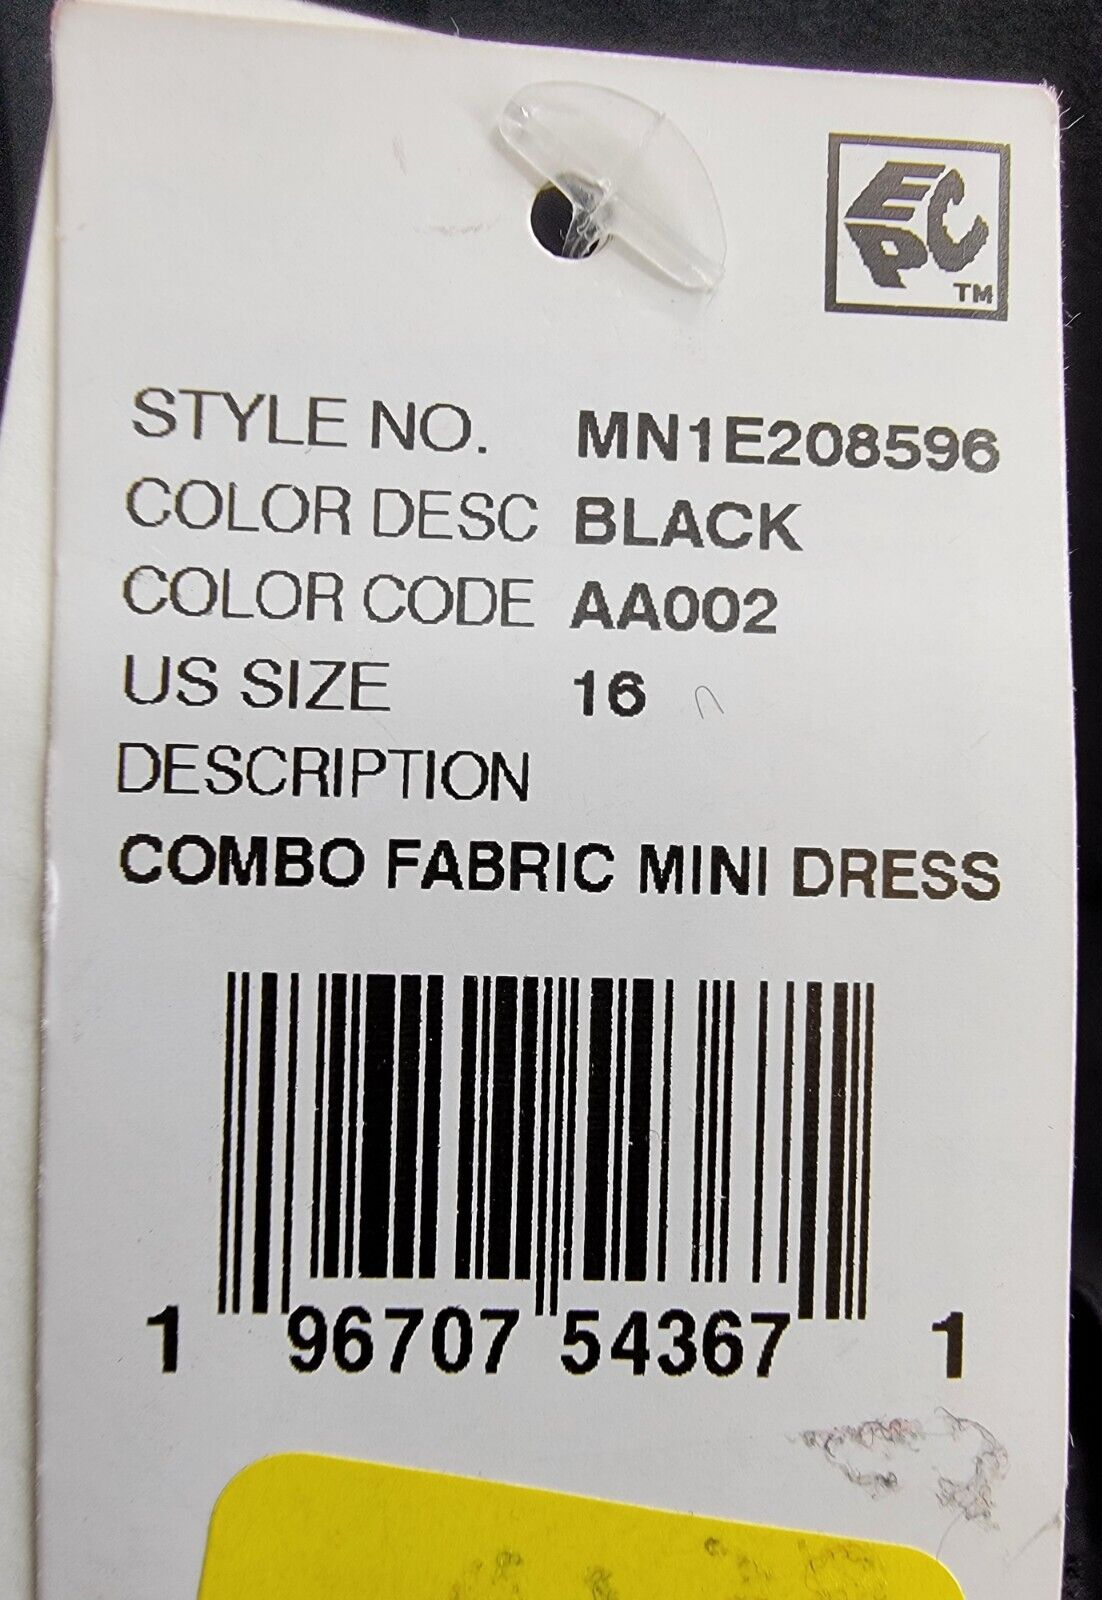 EPC
TM
STYLE NO. MN1E208596
COLOR DESC BLACK
COLOR CODE AA002
US SIZE 16
DESCRIPTION
COMBO FABRIC MINI DRESS
1 96707 54367 1